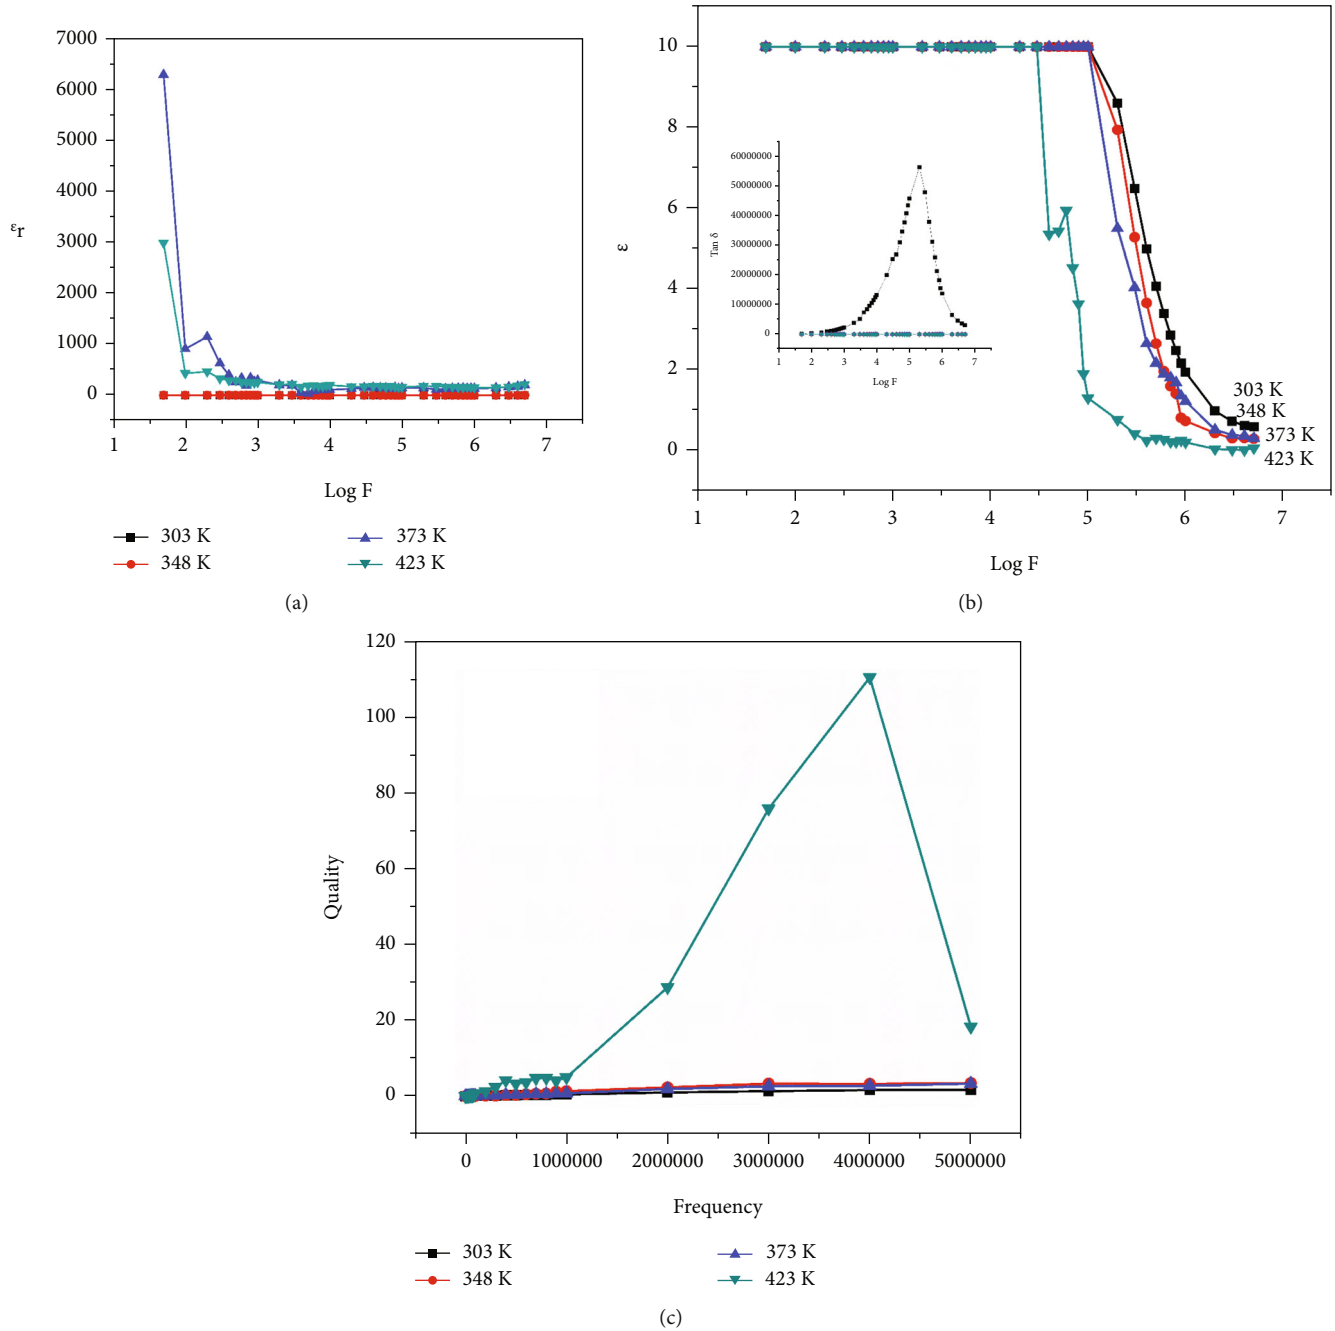 7000
6000
5000
4000
3000
2000
1000
0
εr
1 2 3 4 5 6 7
Log F
303 K
348 K
373 K
423 K
(a)
10
8
6
4
2
0
ε
60000000
50000000
40000000
30000000
20000000
10000000
0
Tan δ
1 2 3 4 5 6 7
Log F
303 K
348 K
373 K
423 K
1 2 3 4 5 6 7
Log F
(b)
120
100
80
60
40
20
0
Quality
0 1000000 2000000 3000000 4000000 5000000
Frequency
303 K
348 K
373 K
423 K
(c)